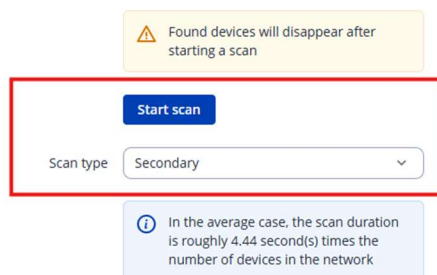 Found devices will disappear after
starting a scan
Start scan
Scan type
Secondary
In the average case, the scan duration
is roughly 4.44 second(s) times the
number of devices in the network